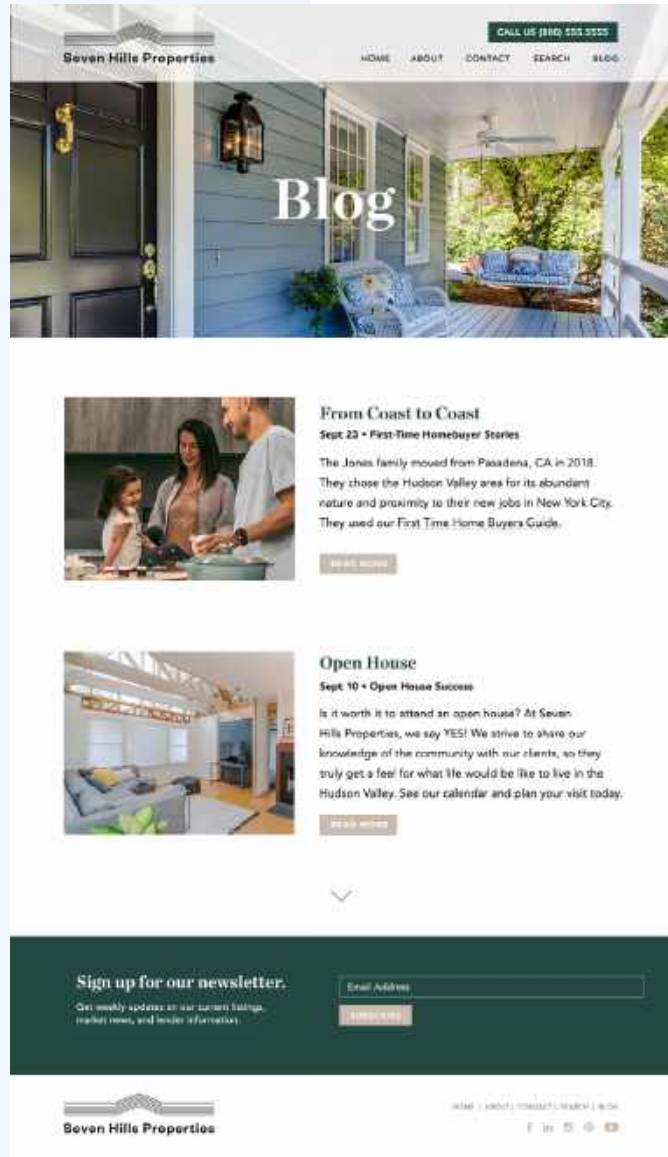 CALL US (886) 555.5555
Seven Hills Properties
HOME ABOUT CONTACT SEARCH BLOG
Blog
From Coast to Coast
Sept 23 • First-Time Homebuyer Stories
The Jones family moved from Pasadena, CA in 2018.
They chose the Hudson Valley area for its abundant
nature and proximity to their new jobs in New York City.
They used our First Time Home Buyers Guide.
READ MORE
Open House
Sept 10 • Open House Success
Is it worth it to attend an open house? At Seven
Hills Properties, we say YES! We strive to share our
knowledge of the community with our clients, so they
truly get a feel for what life would be like to live in the
Hudson Valley. See our calendar and plan your visit today.
READ MORE
Sign up for our newsletter.
Get weekly updates on our current listings,
market news, and lender information.
Email Address
SUBSCRIBE
HOME | ABOUT | CONTACT | SEARCH | BLOG
Seven Hills Properties